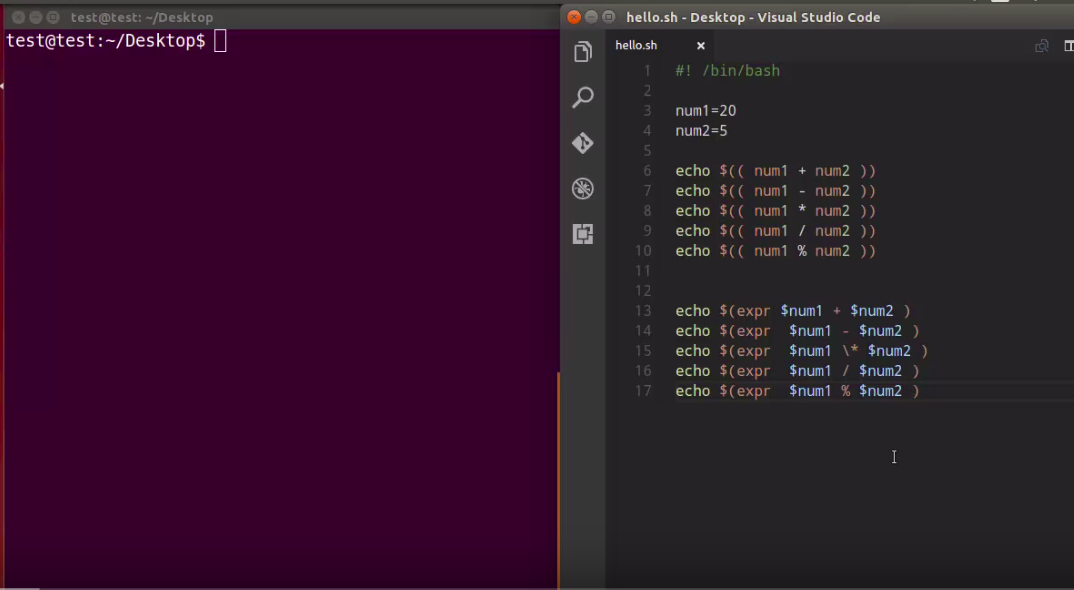 test@test: ~/Desktop
test@test:~/Desktop$
hello.sh - Desktop - Visual Studio Code
hello.sh
1 #! /bin/bash
2
3 num1=20
4 num2=5
5
6 echo $(( num1 + num2 ))
7 echo $(( num1 - num2 ))
8 echo $(( num1 * num2 ))
9 echo $(( num1 / num2 ))
10 echo $(( num1 % num2 ))
11
12
13 echo $(expr $num1 + $num2 )
14 echo $(expr  $num1 - $num2 )
15 echo $(expr  $num1 \* $num2 )
16 echo $(expr  $num1 / $num2 )
17 echo $(expr  $num1 % $num2 )